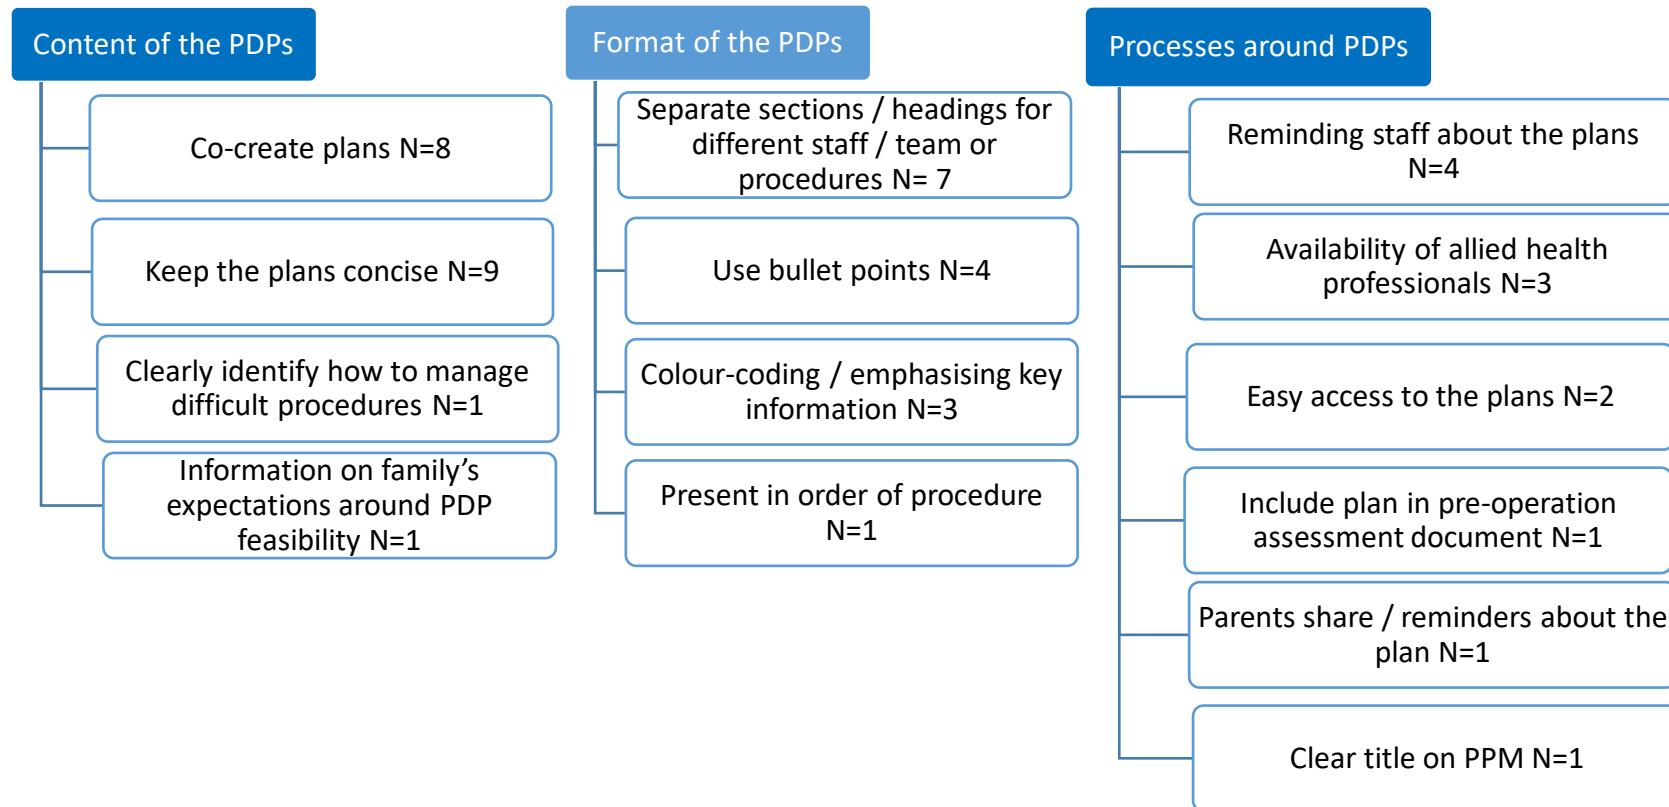 Content of the PDPs
Co-create plans N=8
Keep the plans concise N=9
Clearly identify how to manage
difficult procedures N=1
Information on family’s
expectations around PDP
feasibility N=1
Format of the PDPs
Separate sections / headings for
different staff / team or
procedures N= 7
Use bullet points N=4
Colour-coding / emphasising key
information N=3
Present in order of procedure
N=1
Processes around PDPs
Reminding staff about the plans
N=4
Availability of allied health
professionals N=3
Easy access to the plans N=2
Include plan in pre-operation
assessment document N=1
Parents share / reminders about the
plan N=1
Clear title on PPM N=1